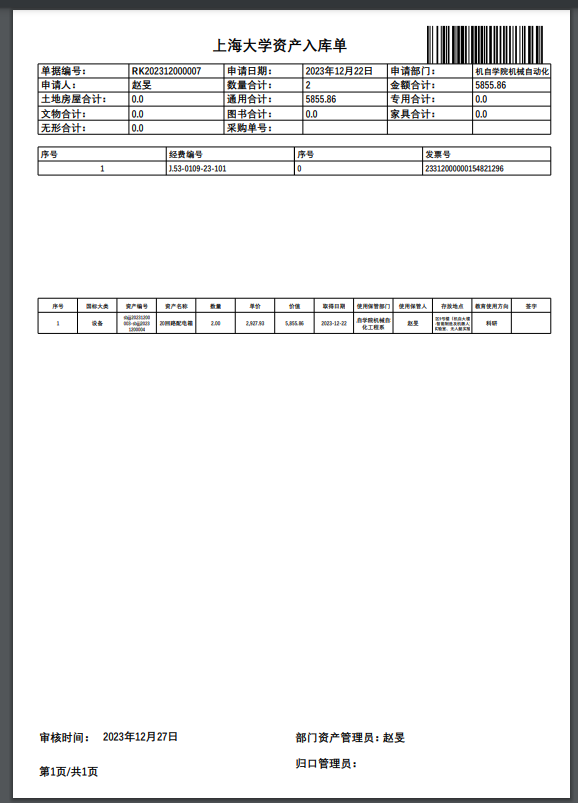 上海大学资产入库单
单据编号: RK202312000007 申请日期: 2023年12月22日 申请部门: 机自学院机械自动化
申请人: 赵旻 数量合计: 2 金额合计: 5855.86
土地房屋合计: 0.0 通用合计: 5855.86 专用合计: 0.0
文物合计: 0.0 图书合计: 0.0 家具合计: 0.0
无形合计: 0.0 采购单号:
序号 经费编号 序号 发票号
1 J.53-0109-23-101 0 23312000000154821296
序号 国标大类 资产编号 资产名称 数量 单价 价值 取得日期 使用保管部门 使用保管人 存放地点 教育使用方向 签字
1 设备 20回路配电箱 2.00 2,927.93 5,855.86 2023-12-22 自学院机械自 赵旻 科研
化工程系
审核时间: 2023年12月27日 部门资产管理员: 赵旻
归口管理员:
第1页/共1页